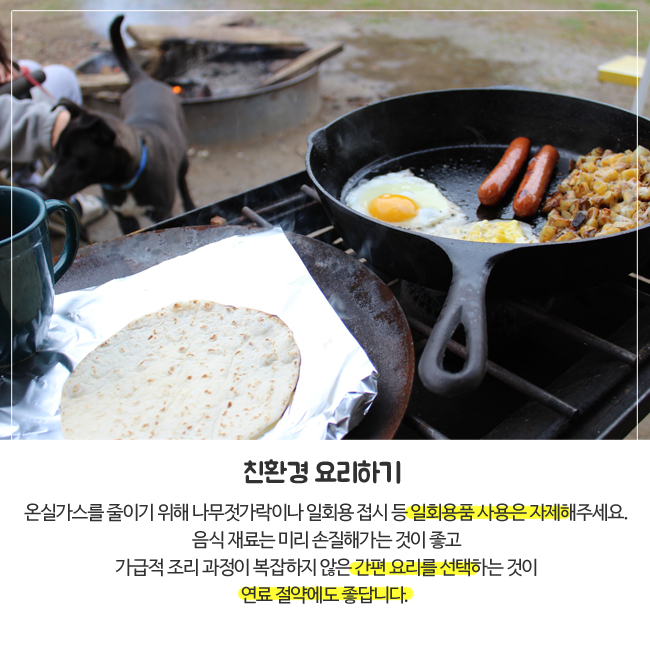 친환경 요리하기
온실가스를 줄이기 위해 나무젓가락이나 일회용 접시 등 일회용품 사용은 자제해주세요.
음식 재료는 미리 손질해가는 것이 좋고
가급적 조리 과정이 복잡하지 않은 간편 요리를 선택하는 것이
연료 절약에도 좋답니다.